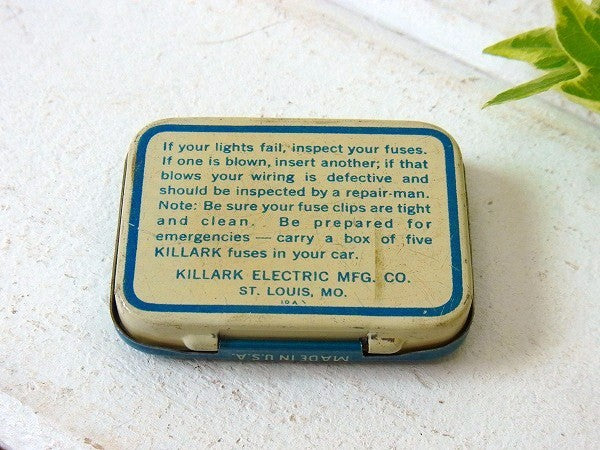 If your lights fail, inspect your fuses.
If one is blown, insert another; if that
blows your wiring is defective and
should be inspected by a repair-man.
Note: Be sure your fuse clips are tight
and clean. Be prepared for
emergencies — carry a box of five
KILLARK fuses in your car.
KILLARK ELECTRIC MFG. CO.
ST. LOUIS, MO.
MADE IN U.S.A.